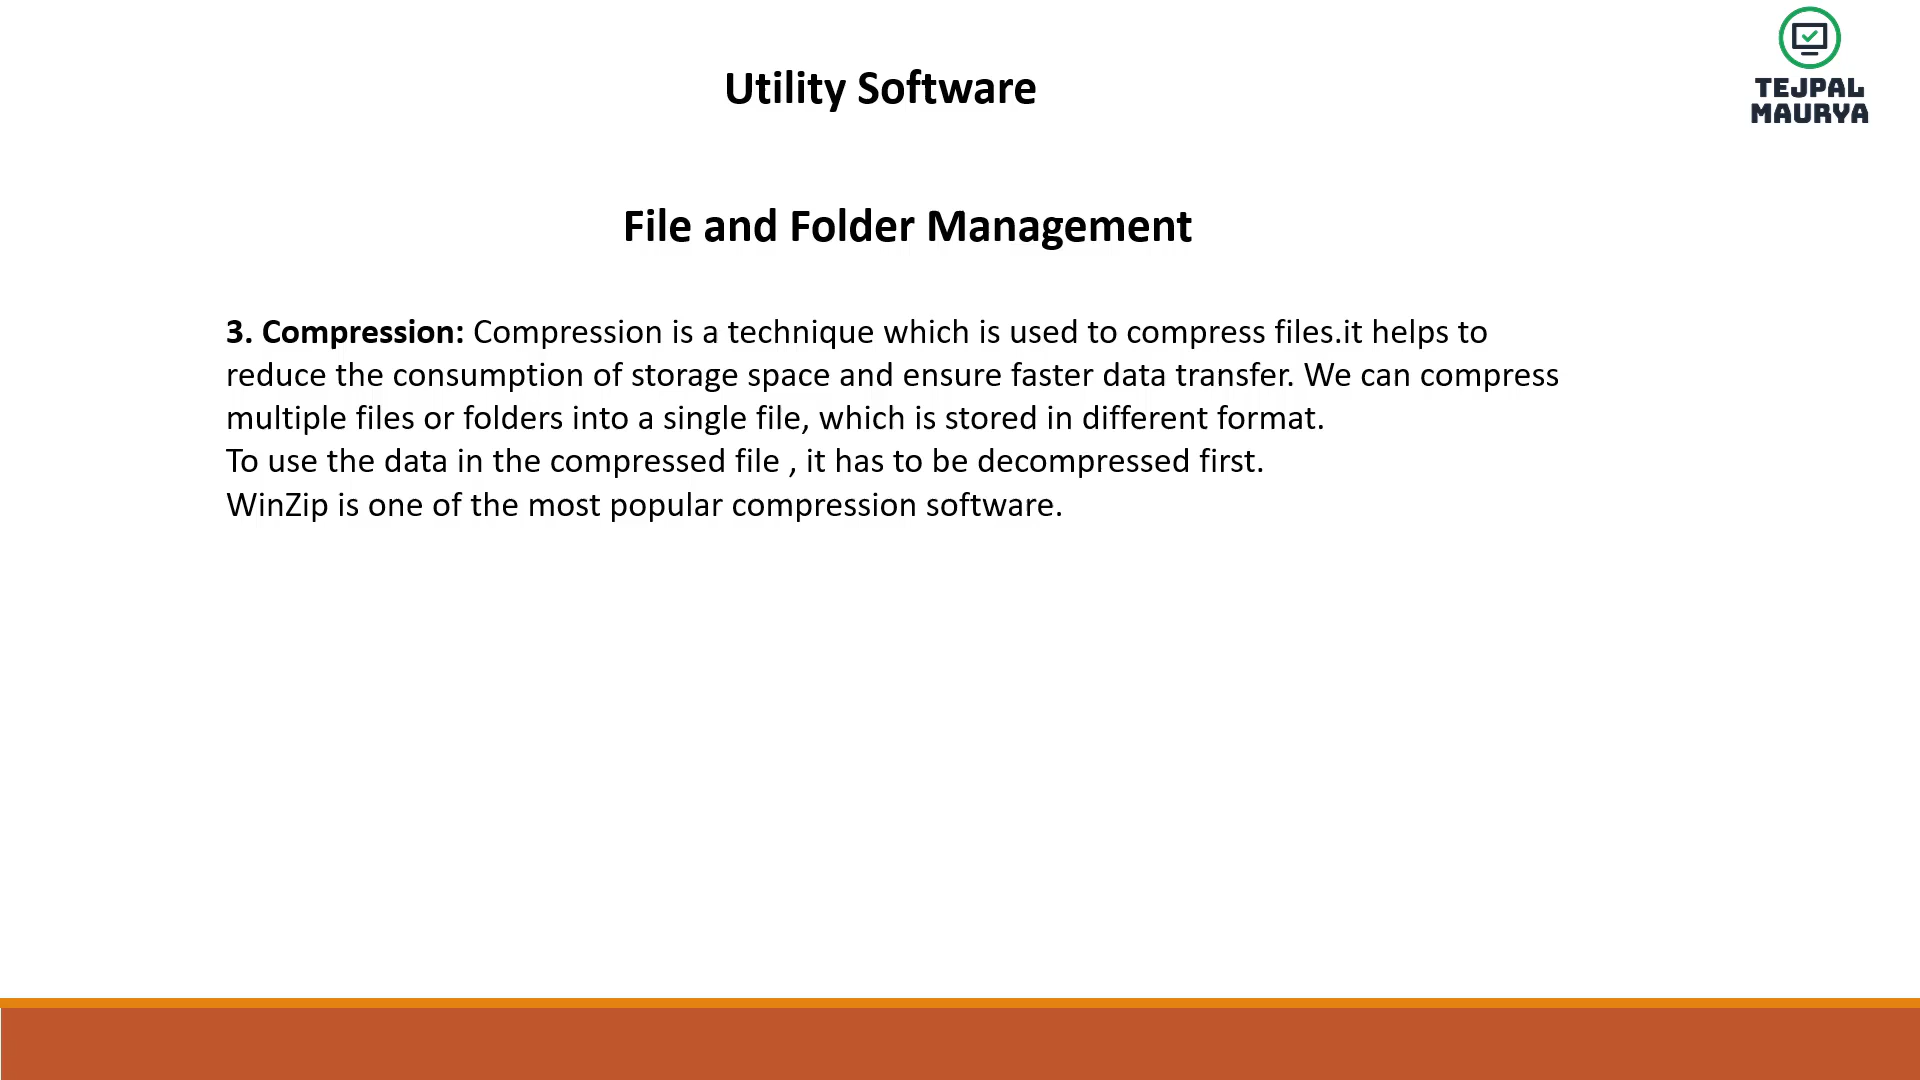 Utility Software
TEJPAL
MAURYA
File and Folder Management
3. Compression: Compression is a technique which is used to compress files.it helps to
reduce the consumption of storage space and ensure faster data transfer. We can compress
multiple files or folders into a single file, which is stored in different format.
To use the data in the compressed file , it has to be decompressed first.
WinZip is one of the most popular compression software.